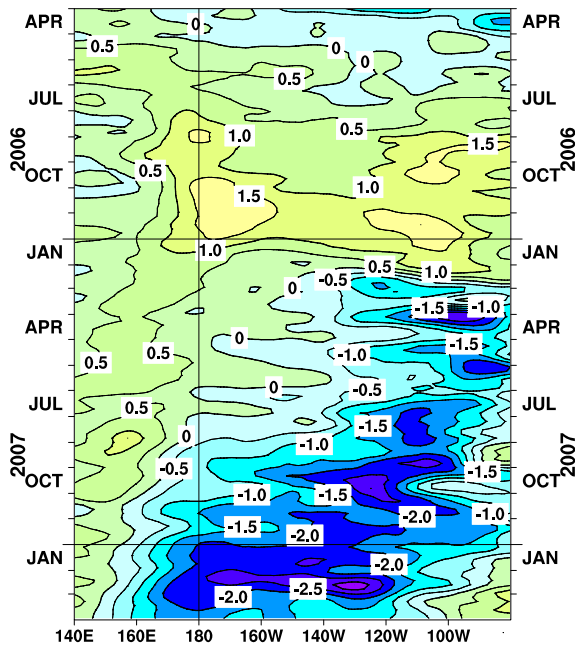 APR 0
0 0
0.5 0.5
JUL
0.5
1.0
1.5
2006 2006
OCT 0.5 1.0
1.5
JAN 1.0
0.5 1.0
-0.5
0
-1.5 -1.0
APR
0 -1.5
0.5 0.5 -1.0
0 -0.5
JUL 0.5
-1.5
0 -1.0
2007 2007
-0.5 -1.5
OCT
-1.0 -1.5
-2.0 -1.0
-1.5 -2.0
JAN -2.0
-2.0 -2.5
140E 160E 180 160W 140W 120W 100W
APR
JUL
OCT
JAN
APR
JUL
OCT
JAN